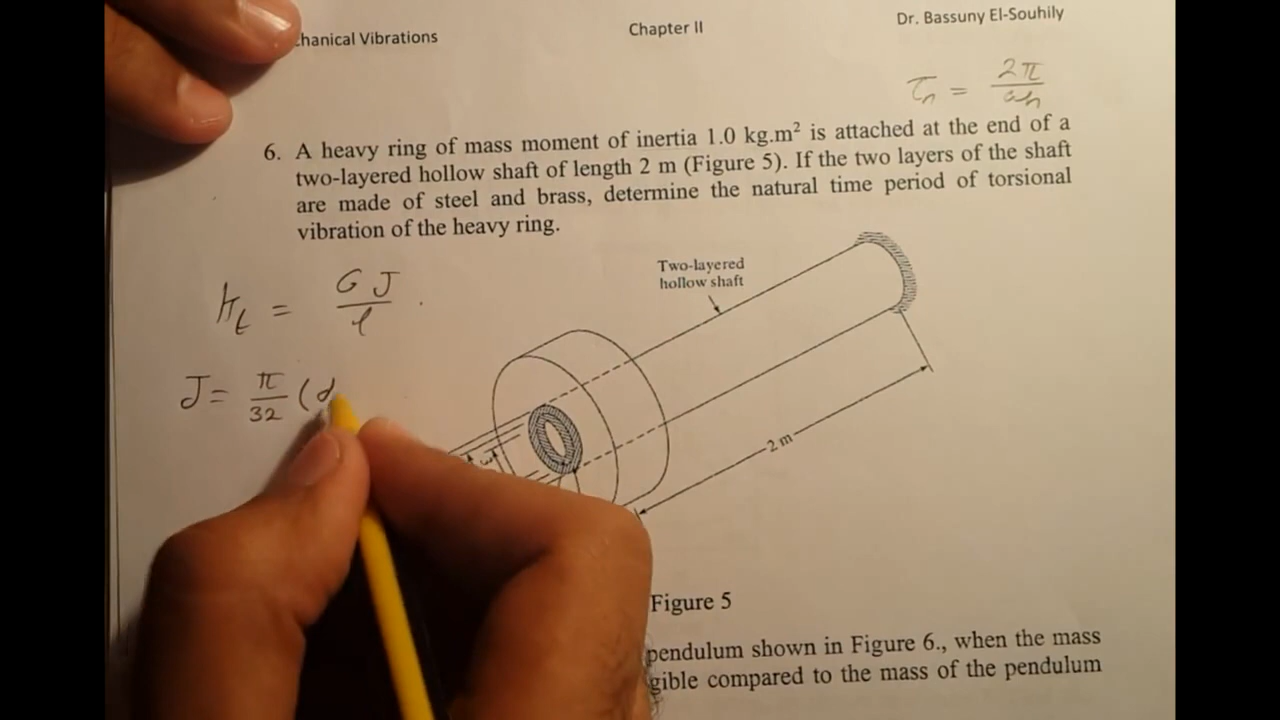 chanical Vibrations Chapter II Dr. Bassuny El-Souhily
τn = 2π / ωn
6. A heavy ring of mass moment of inertia 1.0 kg.m² is attached at the end of a
two-layered hollow shaft of length 2 m (Figure 5). If the two layers of the shaft
are made of steel and brass, determine the natural time period of torsional
vibration of the heavy ring.
Two-layered
hollow shaft
Kt = G J / l
J = π / 32 (d
2 m
Figure 5
pendulum shown in Figure 6., when the mass
gible compared to the mass of the pendulum